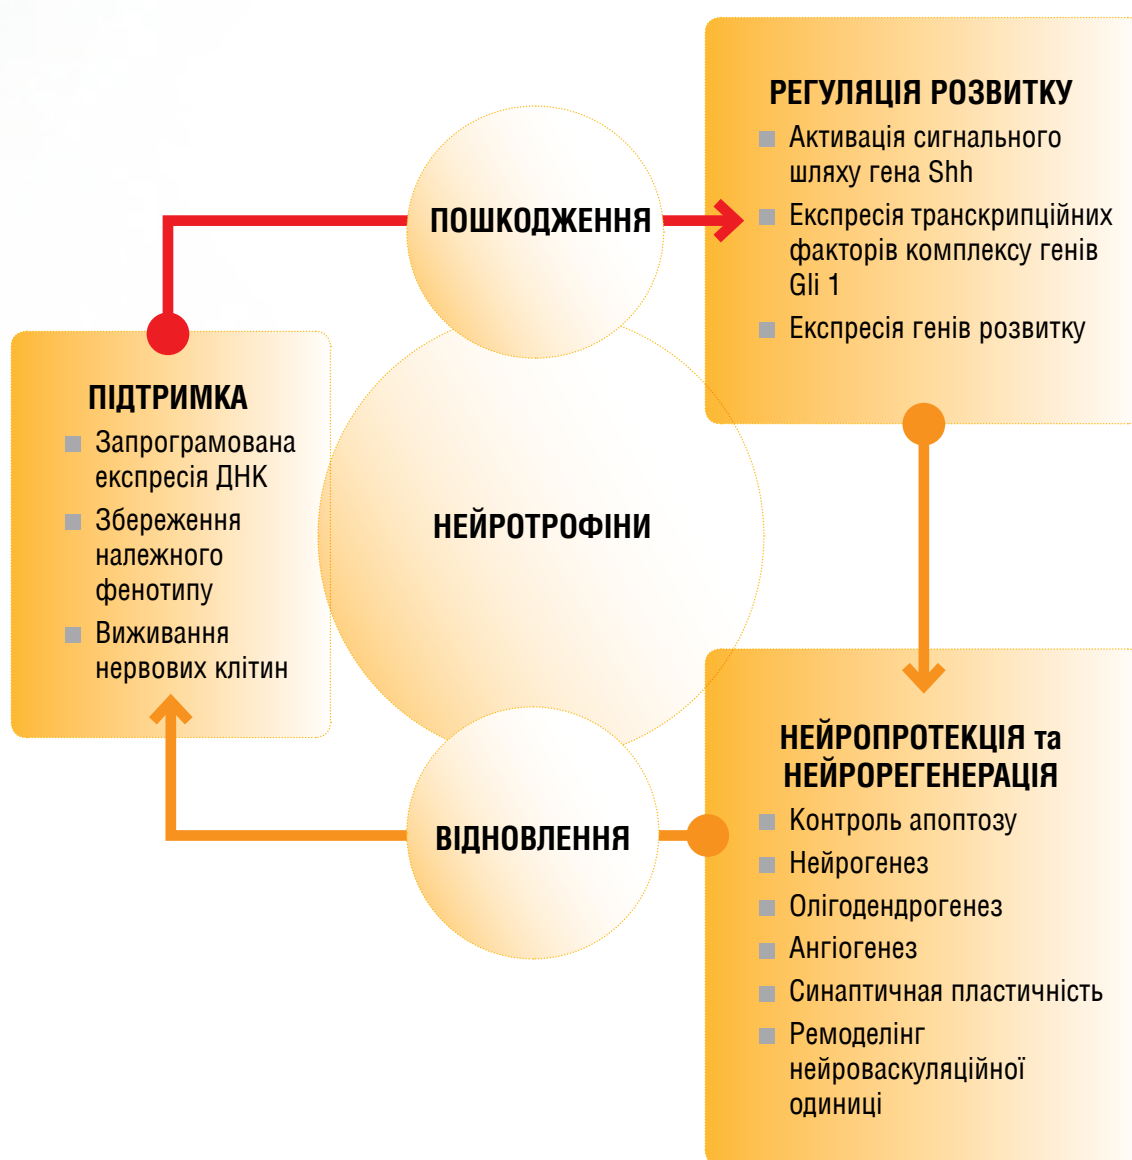 РЕГУЛЯЦІЯ РОЗВИТКУ
Активація сигнального
шляху гена Shh
Експресія транскрипційних
факторів комплексу генів
Gli 1
Експресія генів розвитку
ПОШКОДЖЕННЯ
ПІДТРИМКА
Запрограмована
експресія ДНК
Збереження
належного
фенотипу
Виживання
нервових клітин
НЕЙРОТРОФІНИ
ВІДНОВЛЕННЯ
НЕЙРОПРОТЕКЦІЯ та
НЕЙРОРЕГЕНЕРАЦІЯ
Контроль апоптозу
Нейрогенез
Олігодендрогенез
Ангіогенез
Синаптичная пластичність
Ремоделінг
нейроваскуляційної
одиниці